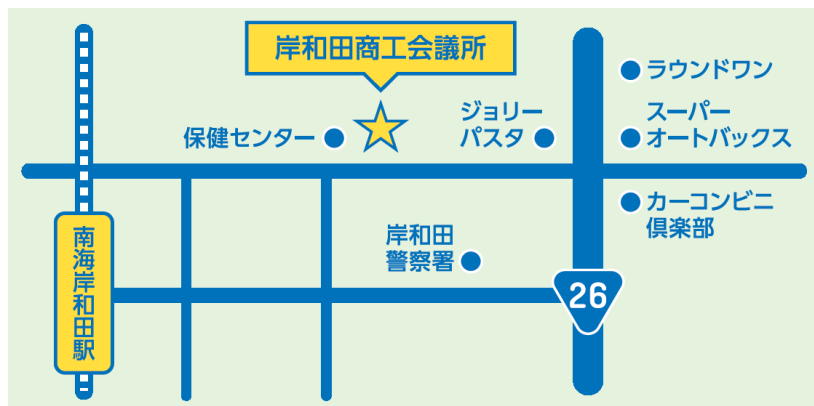 岸和田商工会議所
ラウンドワン
ジョリー
パスタ
スーパー
オートバックス
保健センター
カーコンビニ
倶楽部
岸和田
警察署
南海岸和田駅
26